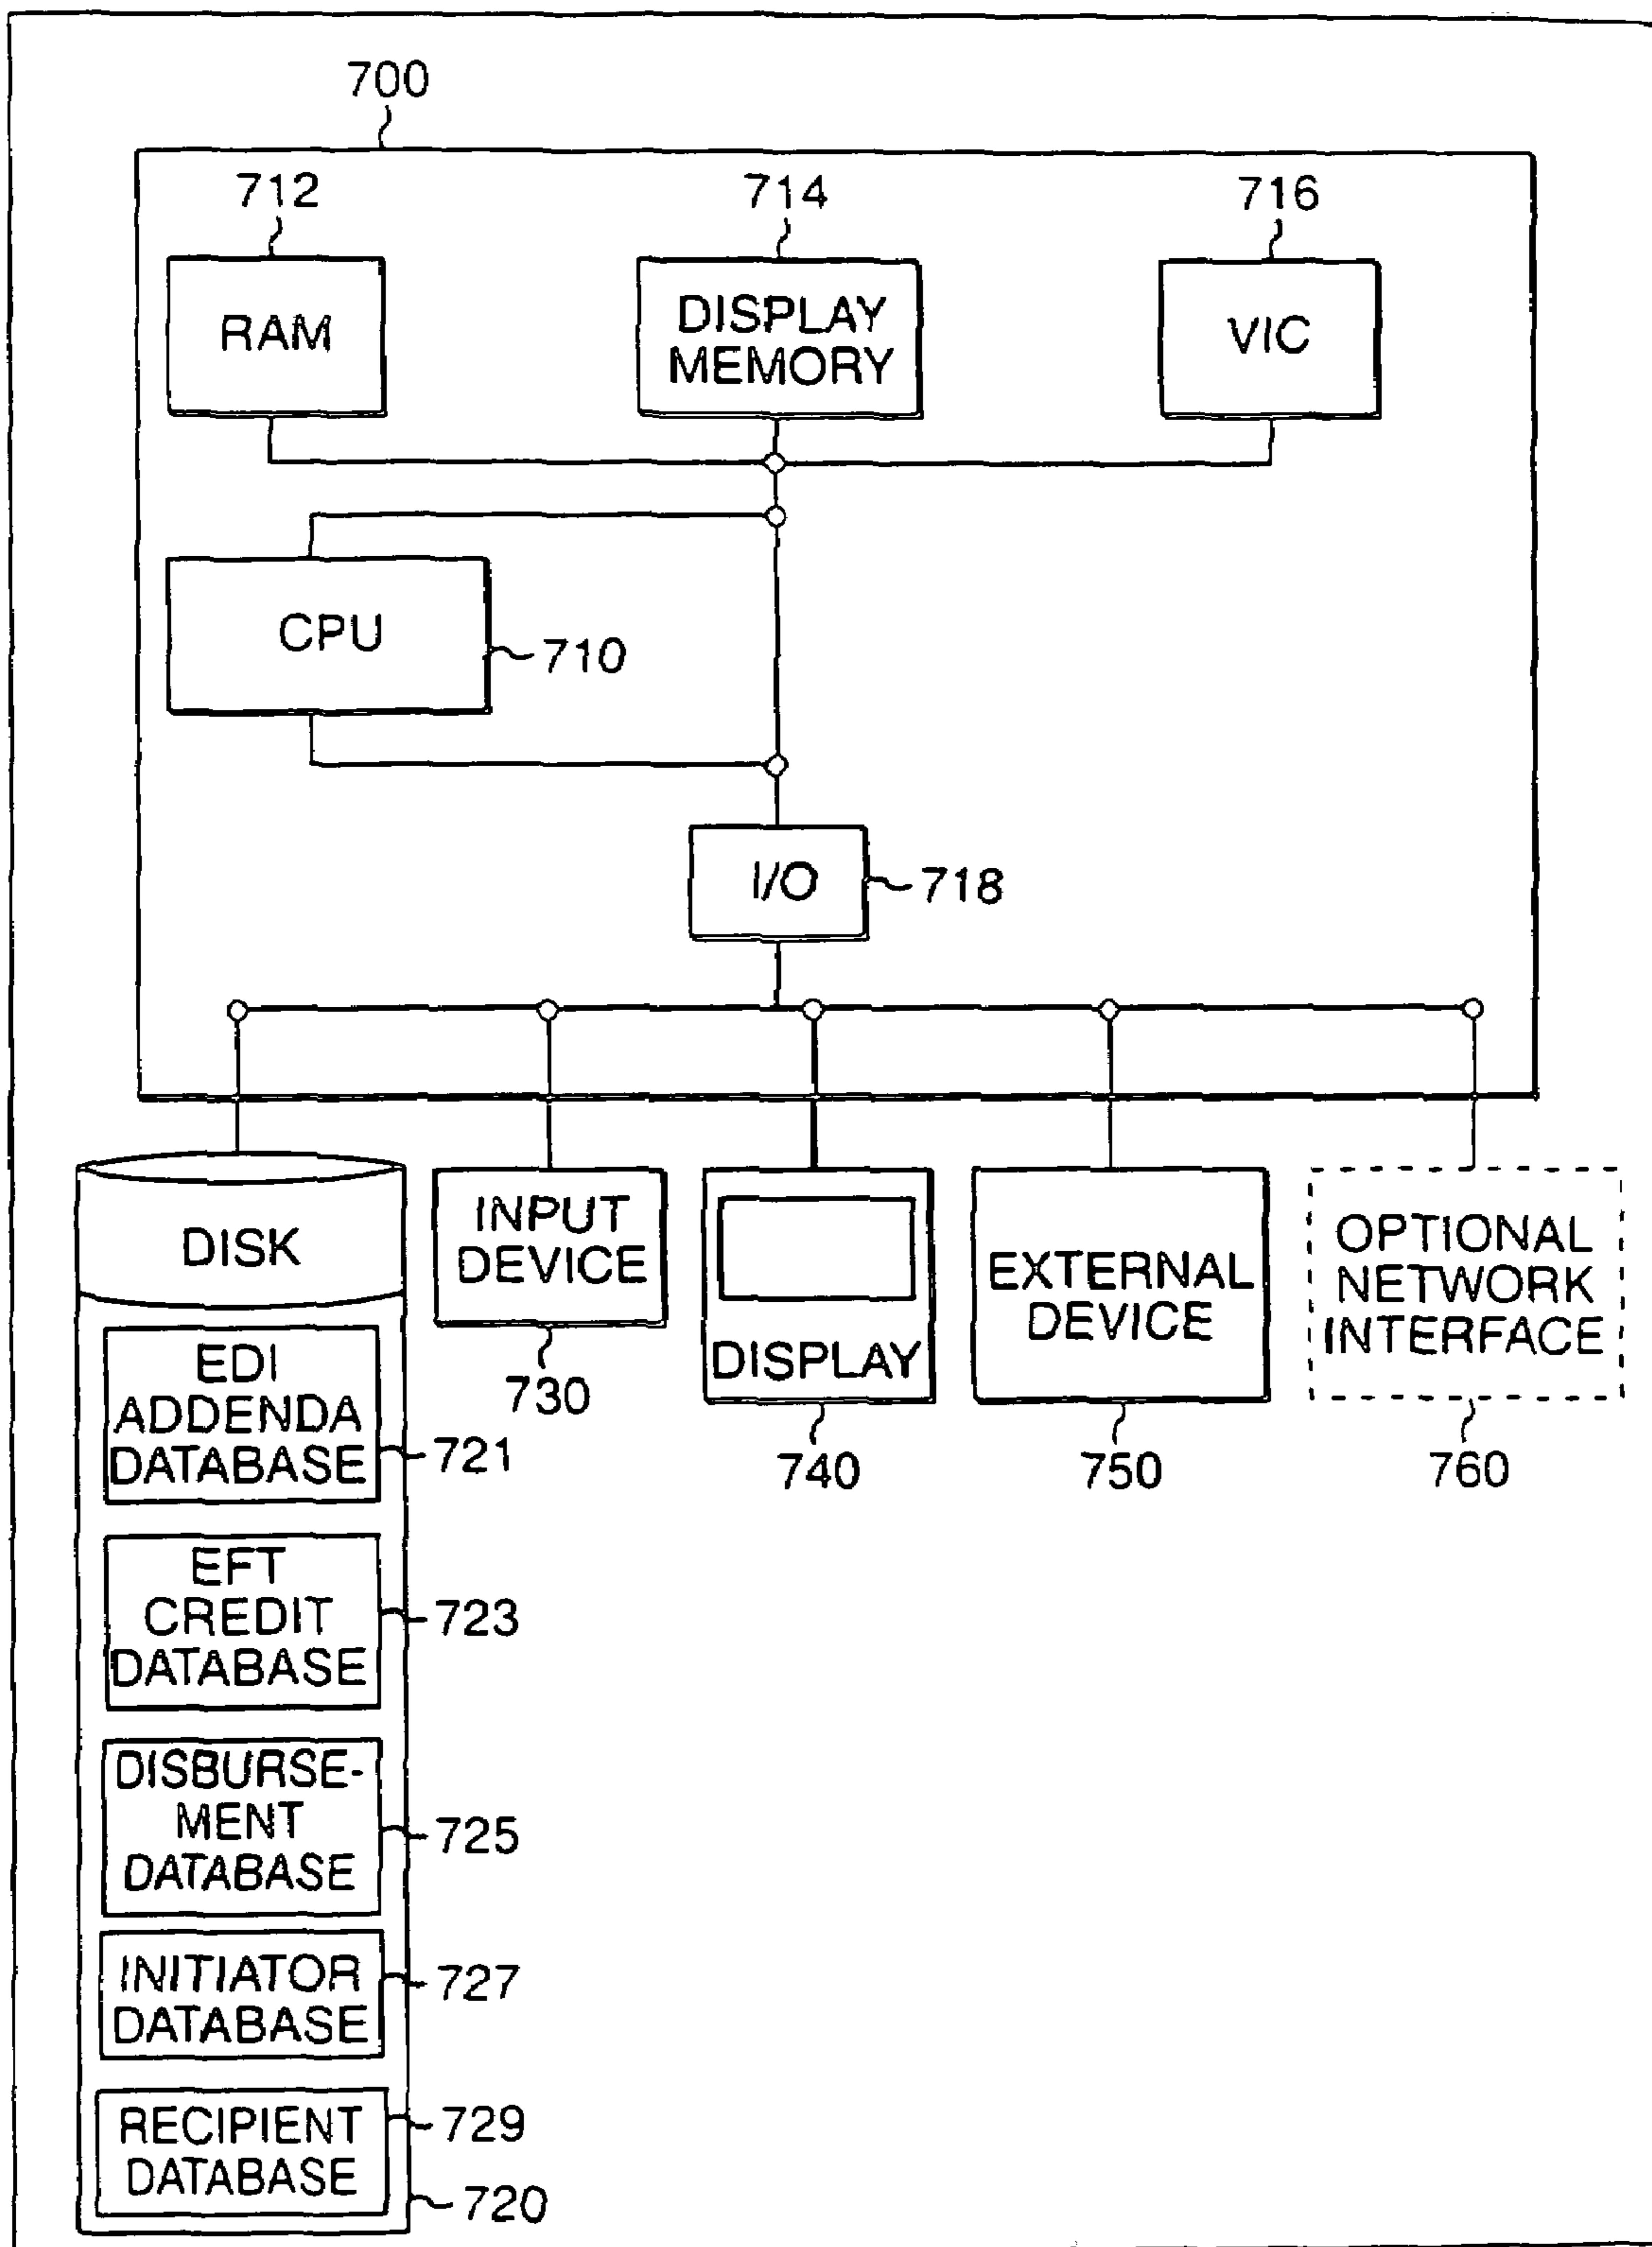 700
712
714
716
RAM
DISPLAY
MEMORY
VIC
CPU
710
I/O
718
DISK
INPUT
DEVICE
730
DISPLAY
740
EXTERNAL
DEVICE
750
OPTIONAL
NETWORK
INTERFACE
760
EDI
ADDENDA
DATABASE
721
EFT
CREDIT
DATABASE
723
DISBURSE-
MENT
DATABASE
725
INITIATOR
DATABASE
727
RECIPIENT
DATABASE
729
720